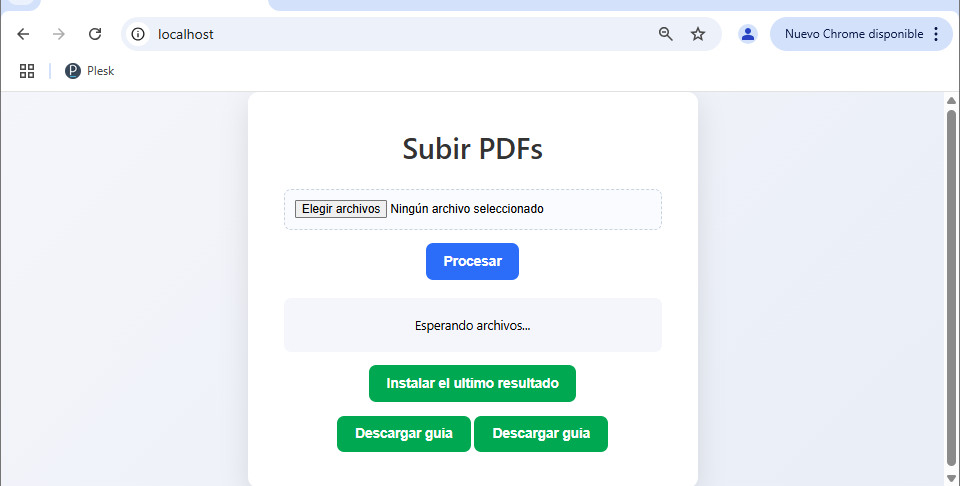 localhost
Nuevo Chrome disponible
Plesk
Subir PDFs
Elegir archivos Ningún archivo seleccionado
Procesar
Esperando archivos...
Instalar el ultimo resultado
Descargar guia Descargar guia